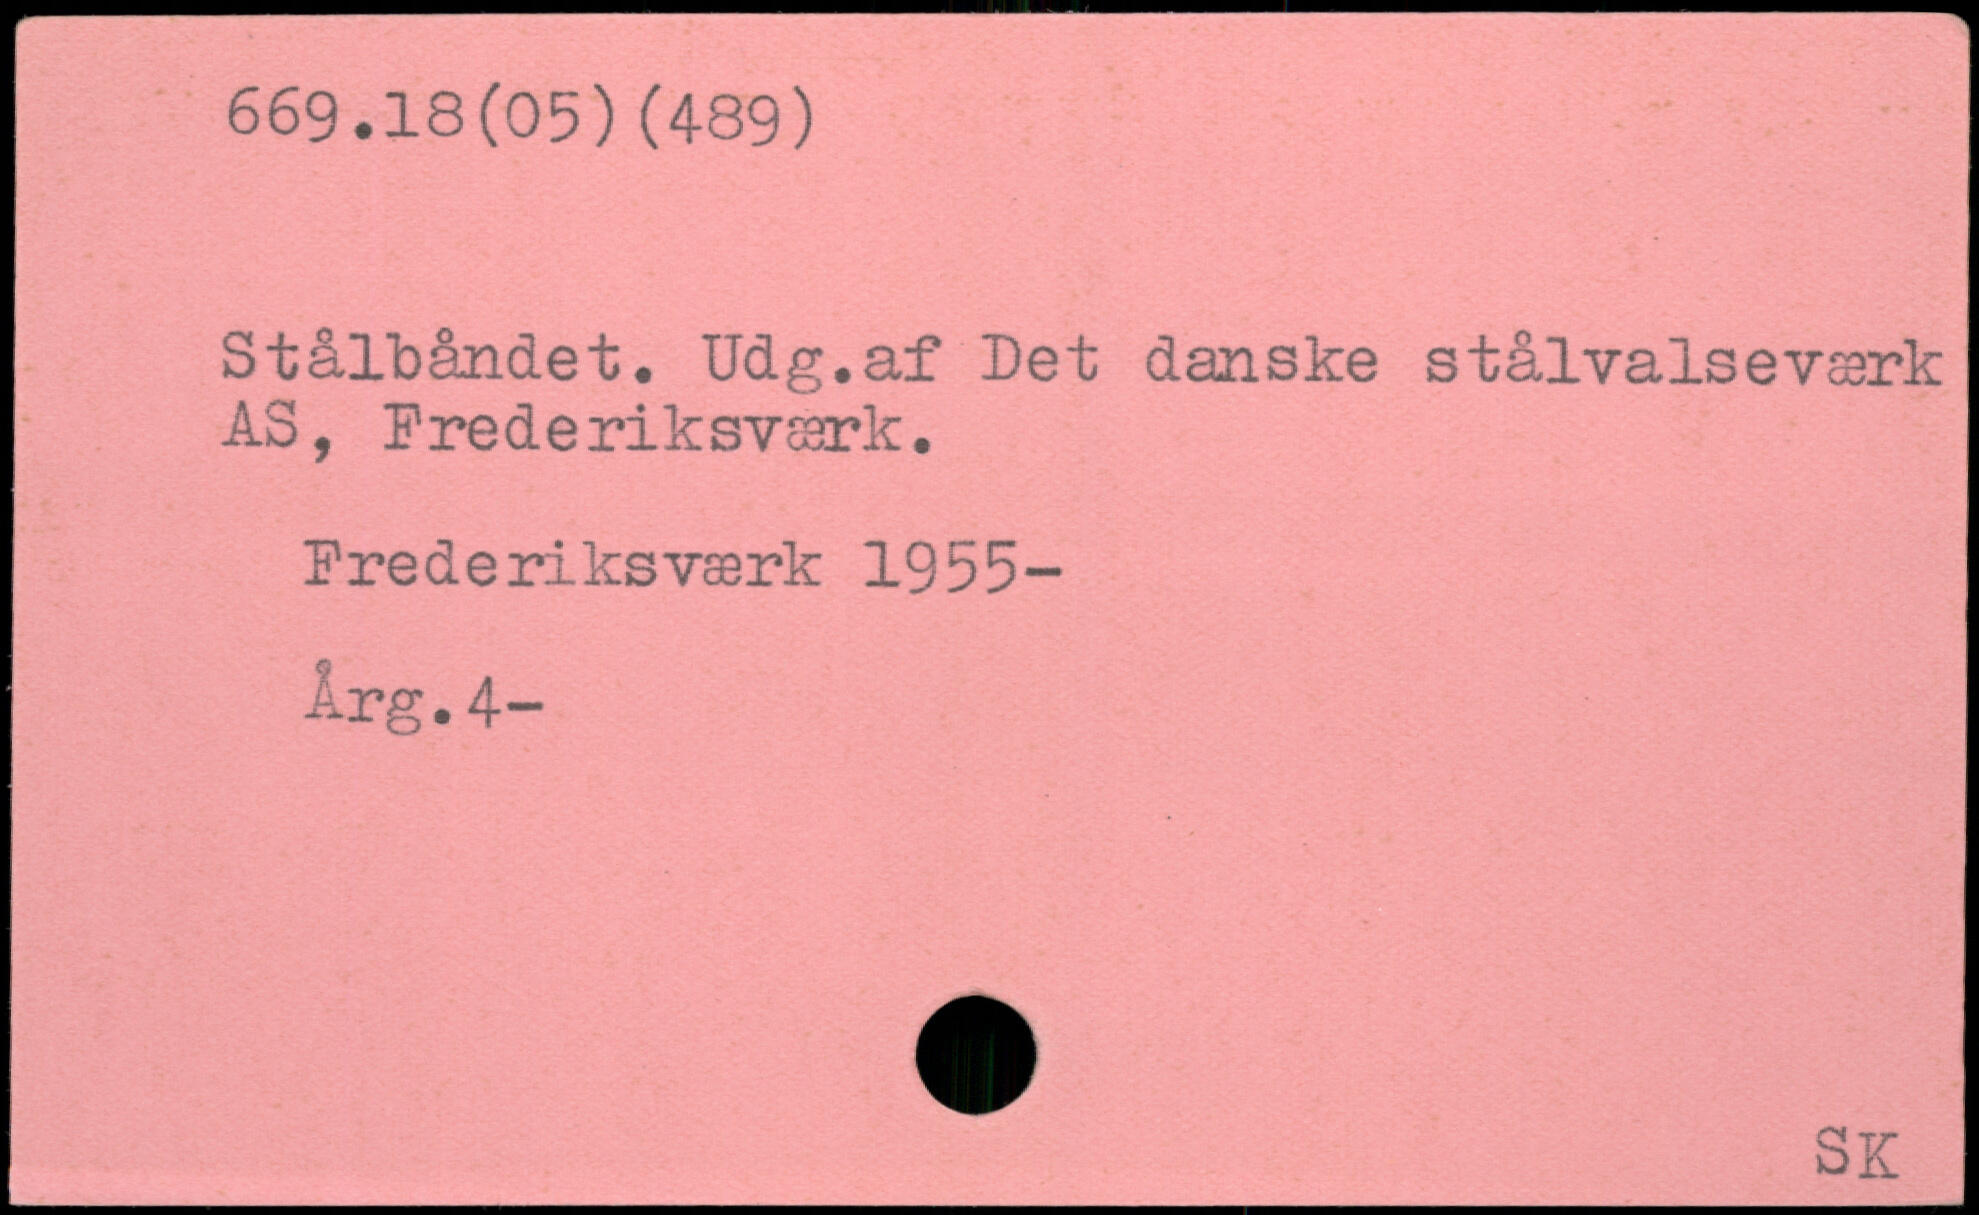 669.18(05)(489)
Stålbåndet. Udg.af Det danske stålvalseværk
AS, Frederiksværk.
Frederiksværk 1955-
Årg.4-
SK